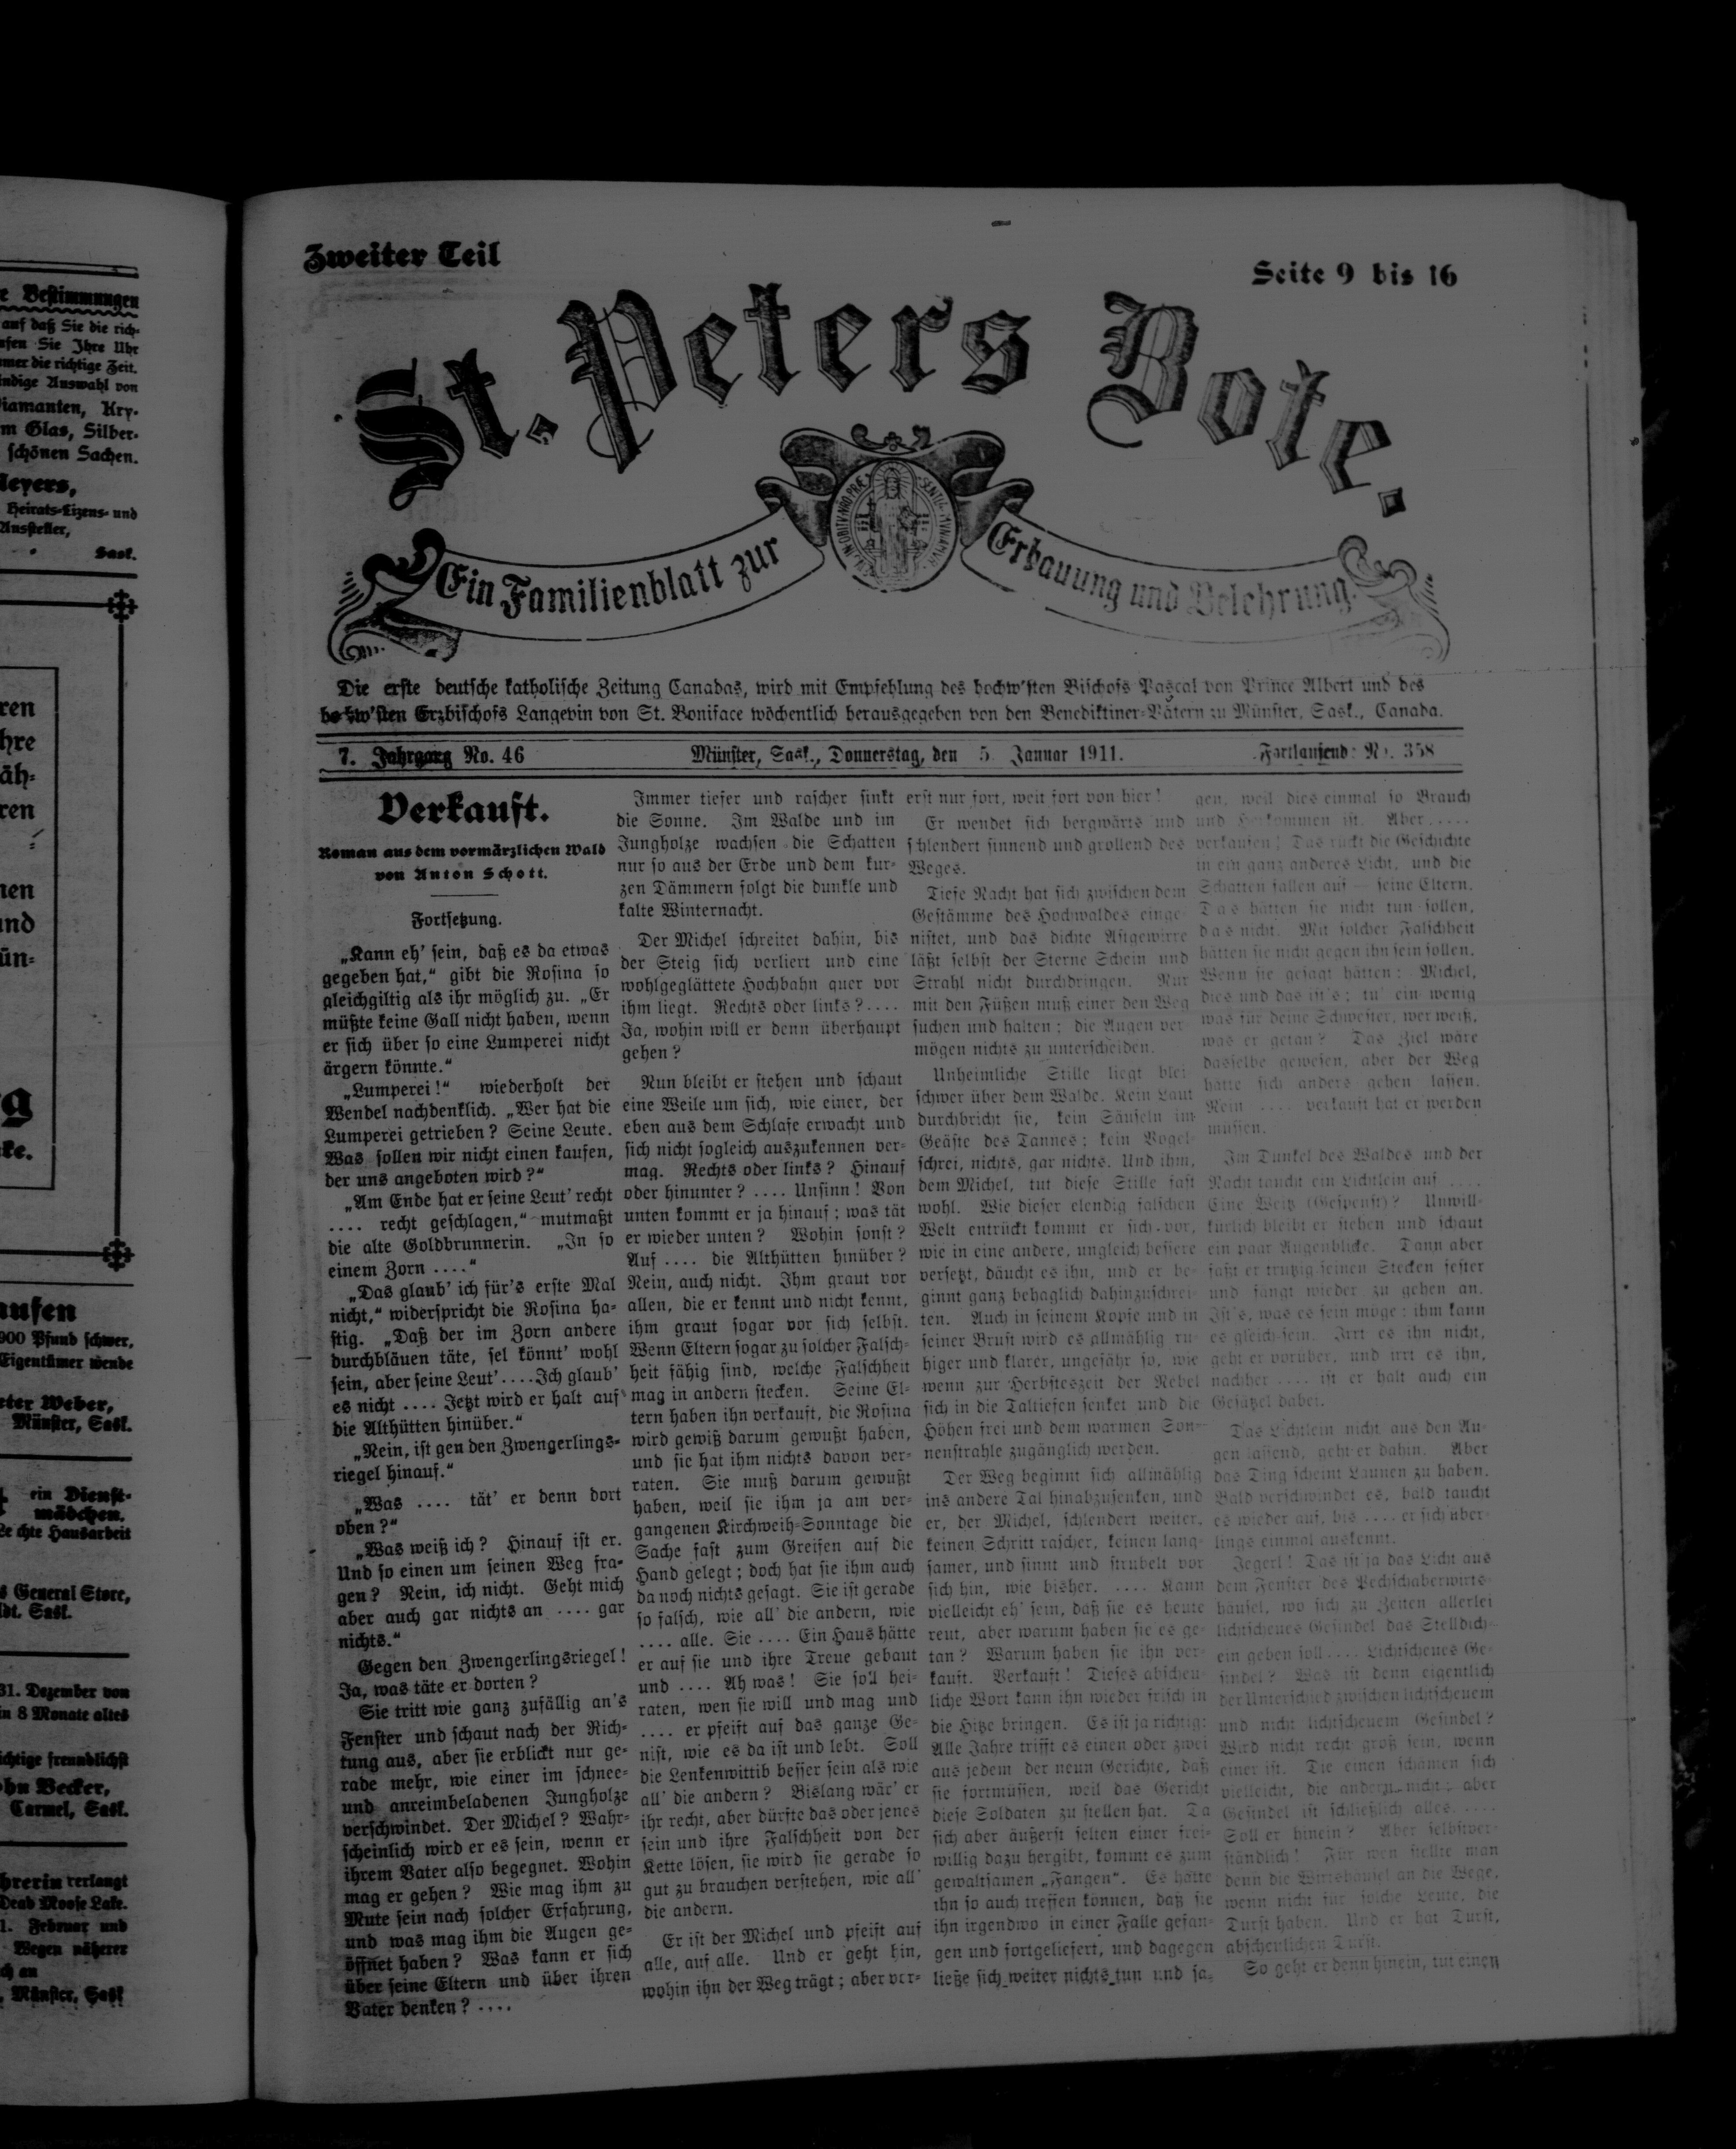 e Bestimmungen
auf daß Sie die rich-
ufen Sie Ihre Uhr
mer die richtige Zeit.
ndige Auswahl von
iamanten, Kry-
m Glas, Silber-
schönen Sachen.
Meyers,
Heirats-Lizens- und
Aussteller,
Sask.
ren
hre
äh-
ren
nen
und
ün-
g
ke.
aufen
900 Pfund schwer,
Eigentümer wende
eter Weber,
Münster, Sask.
ein Dienst-
mädchen.
chte Hausarbeit
s General Store,
ldt. Sask.
31. Dezember von
in 8 Monate altes
ichtige freundlichst
ohn Becker,
Carmel, Sask.
hrerin verlangt
Dead Moose Lake.
1. Februar und
Wegen näherer
ch an
, Münster, Sask
Zweiter Teil
Seite 9 bis 16
St. Peters Bote.
Ein Familienblatt zur Erbauung und Belehrung.
Die erste deutsche katholische Zeitung Canadas, wird mit Empfehlung des hochw'sten Bischofs Pascal von Prince Albert und des
hochw'sten Erzbischofs Langevin von St. Boniface wöchentlich herausgegeben von den Benediktiner-Vätern zu Münster, Sask., Canada.
7. Jahrgang No. 46
Münster, Sask., Donnerstag, den 5. Januar 1911.
Fortlaufend: No. 358
Verkauft.
Roman aus dem vormärzlichen Wald
von Anton Schott.
Fortsetzung.
„Kann eh' sein, daß es da etwas
gegeben hat,“ gibt die Rosina so
gleichgiltig als ihr möglich zu. „Er
müßte keine Gall nicht haben, wenn
er sich über so eine Lumperei nicht
ärgern könnte.“
„Lumperei!“ wiederholt der
Wendel nachdenklich. „Wer hat die
Lumperei getrieben? Seine Leute.
Was sollen wir nicht einen kaufen,
der uns angeboten wird?“
„Am Ende hat er seine Leut' recht
.... recht geschlagen,“ mutmaßt
die alte Goldbrunnerin. „In so
einem Zorn ....“
„Das glaub' ich für's erste Mal
nicht,“ widerspricht die Rosina ha-
stig. „Daß der im Zorn andere
durchbläuen täte, sel könnt' wohl
sein, aber seine Leut'....Ich glaub'
es nicht .... Jetzt wird er halt auf
die Althütten hinüber.“
„Nein, ist gen den Zwengerlings-
riegel hinauf.“
„Was .... tät' er denn dort
oben?“
„Was weiß ich? Hinauf ist er.
Und so einen um seinen Weg fra-
gen? Nein, ich nicht. Geht mich
aber auch gar nichts an .... gar
nichts.“
Gegen den Zwengerlingsriegel!
Ja, was täte er dorten?
Sie tritt wie ganz zufällig an's
Fenster und schaut nach der Rich-
tung aus, aber sie erblickt nur ge-
rade mehr, wie einer im schnee-
und anreimbeladenen Jungholze
verschwindet. Der Michel? Wahr-
scheinlich wird er es sein, wenn er
ihrem Vater also begegnet. Wohin
mag er gehen? Wie mag ihm zu
Mute sein nach solcher Erfahrung,
und was mag ihm die Augen ge-
öffnet haben? Was kann er sich
über seine Eltern und über ihren
Vater denken? ....
Immer tiefer und rascher sinkt
die Sonne. Im Walde und im
Jungholze wachsen die Schatten
nur so aus der Erde und dem kur-
zen Dämmern folgt die dunkle und
kalte Winternacht.
Der Michel schreitet dahin, bis
der Steig sich verliert und eine
wohlgeglättete Hochbahn quer vor
ihm liegt. Rechts oder links?....
Ja, wohin will er denn überhaupt
gehen?
Nun bleibt er stehen und schaut
eine Weile um sich, wie einer, der
eben aus dem Schlafe erwacht und
sich nicht sogleich auszukennen ver-
mag. Rechts oder links? Hinauf
oder hinunter? .... Unsinn! Von
unten kommt er ja hinauf; was tät
er wieder unten? Wohin sonst?
Auf .... die Althütten hinüber?
Nein, auch nicht. Ihm graut vor
allen, die er kennt und nicht kennt,
ihm graut sogar vor sich selbst.
Wenn Eltern sogar zu solcher Falsch-
heit fähig sind, welche Falschheit
mag in andern stecken. Seine El-
tern haben ihn verkauft, die Rosina
wird gewiß darum gewußt haben,
und sie hat ihm nichts davon ver-
raten. Sie muß darum gewußt
haben, weil sie ihm ja am ver-
gangenen Kirchweih-Sonntage die
Sache fast zum Greifen auf die
Hand gelegt; doch hat sie ihm auch
da noch nichts gesagt. Sie ist gerade
so falsch, wie all' die andern, wie
.... alle. Sie .... Ein Haus hätte
er auf sie und ihre Treue gebaut
und .... Ah was! Sie soll hei-
raten, wen sie will und mag und
.... er pfeift auf das ganze Ge-
nist, wie es da ist und lebt. Soll
die Lenkenwittib besser sein als wie
all' die andern? Bislang wär' er
ihr recht, aber dürfte das oder jenes
sein und ihre Falschheit von der
Kette lösen, sie wird sie gerade so
gut zu brauchen verstehen, wie all'
die andern.
Er ist der Michel und pfeift auf
alle, auf alle. Und er geht hin,
wohin ihn der Weg trägt; aber vor-
erst nur fort, weit fort von hier!
Er wendet sich bergwärts und
schlendert sinnend und grollend des
Weges.
Tiefe Nacht hat sich zwischen dem
Gestämme des Hochwaldes einge-
nistet, und das dichte Astgewirre
läßt selbst der Sterne Schein und
Strahl nicht durchdringen. Nur
mit den Füßen muß einer den Weg
suchen und halten; die Augen ver-
mögen nichts zu unterscheiden.
Unheimliche Stille liegt blei-
schwer über dem Walde. Kein Laut
durchbricht sie, kein Säuseln im
Geäste des Tannes; kein Vogel-
schrei, nichts, gar nichts. Und ihm,
dem Michel, tut diese Stille fast
wohl. Wie dieser elendig falschen
Welt entrückt kommt er sich vor,
wie in eine andere, ungleich bessere
versetzt, däucht es ihn, und er be-
ginnt ganz behaglich dahinzuschrei-
ten. Auch in seinem Kopfe und in
seiner Brust wird es allmählig ru-
higer und klarer, ungefähr so, wie
wenn zur Herbsteszeit der Nebel
sich in die Taltiefen senket und die
Höhen frei und dem warmen Son-
nenstrahle zugänglich werden.
Der Weg beginnt sich allmählig
ins andere Tal hinabzusenken, und
er, der Michel, schlendert weiter,
keinen Schritt rascher, keinen lang-
samer, und sinnt und strubelt vor
sich hin, wie bisher. .... Kann
vielleicht eh' sein, daß sie es heute
reut, aber warum haben sie es ge-
tan? Warum haben sie ihn ver-
kauft. Verkauft! Dieses abscheu-
liche Wort kann ihn wieder frisch in
die Hitze bringen. Es ist ja richtig:
Alle Jahre trifft es einen oder zwei
aus jedem der neun Gerichte, daß
sie fortmüssen, weil das Gericht
diese Soldaten zu stellen hat. Da
sich aber äußerst selten einer frei-
willig dazu hergibt, kommt es zum
gewaltsamen „Fangen“. Es hätte
ihn so auch treffen können, daß sie
ihn irgendwo in einer Falle gefan-
gen und fortgeliefert, und dagegen
ließe sich weiter nichts tun und sa-
gen, weil dies einmal so Brauch
und Herkommen ist. Aber.....
verkaufen! Das rückt die Geschichte
in ein ganz anderes Licht, und die
Schatten fallen auf — seine Eltern.
Das hätten sie nicht tun sollen,
das nicht. Mit solcher Falschheit
hätten sie nicht gegen ihn sein sollen.
Wenn sie gesagt hätten: Michel,
dies und das ist's; tu' ein wenig
was für deine Schwester, wer weiß,
was er getan? Das Ziel wäre
dasselbe gewesen, aber der Weg
hätte sich anders gehen lassen.
Nein .... verkauft hat er werden
müssen.
Im Dunkel des Waldes und der
Nacht taucht ein Lichtlein auf ....
Eine Weitz (Gespenst)? Unwill-
kürlich bleibt er stehen und schaut
ein paar Augenblicke. Dann aber
faßt er trutzig seinen Stecken fester
und fängt wieder zu gehen an.
Ist's, was es sein möge: ihm kann
es gleich sein. Irrt es ihn nicht,
geht er vorüber, und irrt es ihn,
nachher .... ist er halt auch ein
Gesätzel dabei.
Das Lichtlein nicht aus den Au-
gen lassend, geht er dahin. Aber
das Ding scheint Launen zu haben.
Bald verschwindet es, bald taucht
es wieder auf, bis .... er sich über-
lings einmal auskennt.
Jegerl! Das ist ja das Licht aus
dem Fenster des Pechschaberwirts-
häusel, wo sich zu Zeiten allerlei
lichtscheues Gesindel das Stelldich-
ein geben soll.... Lichtscheues Ge-
sindel? Was ist denn eigentlich
der Unterschied zwischen lichtscheuem
und nicht lichtscheuem Gesindel?
Wird nicht recht groß sein, wenn
einer ist. Die einen schämen sich
vielleicht, die andern nicht; aber
Gesindel ist schließlich alles. ....
Soll er hinein? Aber selbstver-
ständlich! Für wen stellte man
denn die Wirtshäusel an die Wege,
wenn nicht für solche Leute, die
Durst haben. Und er hat Durst,
abscheulichen Durst.
So geht er denn hinein, tut einen